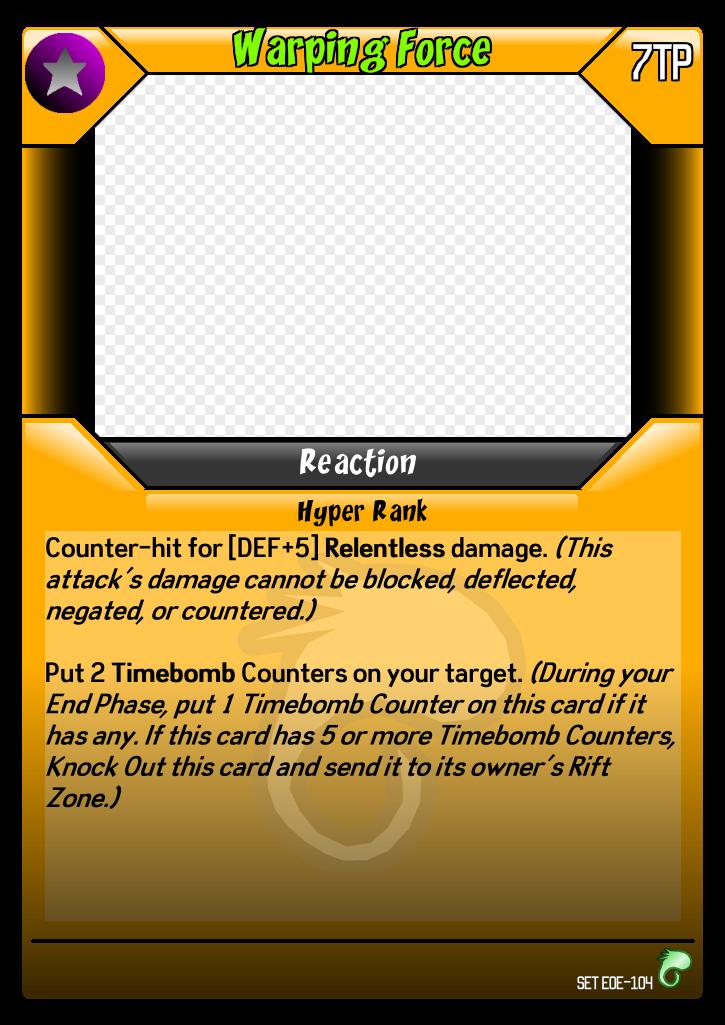 Warping Force
7TP
Reaction
Hyper Rank
Counter-hit for [DEF+5] Relentless damage. (This
attack's damage cannot be blocked, deflected,
negated, or countered.)
Put 2 Timebomb Counters on your target. (During your
End Phase, put 1 Timebomb Counter on this card if it
has any. If this card has 5 or more Timebomb Counters,
Knock Out this card and send it to its owner's Rift
Zone.)
SET EOE-104